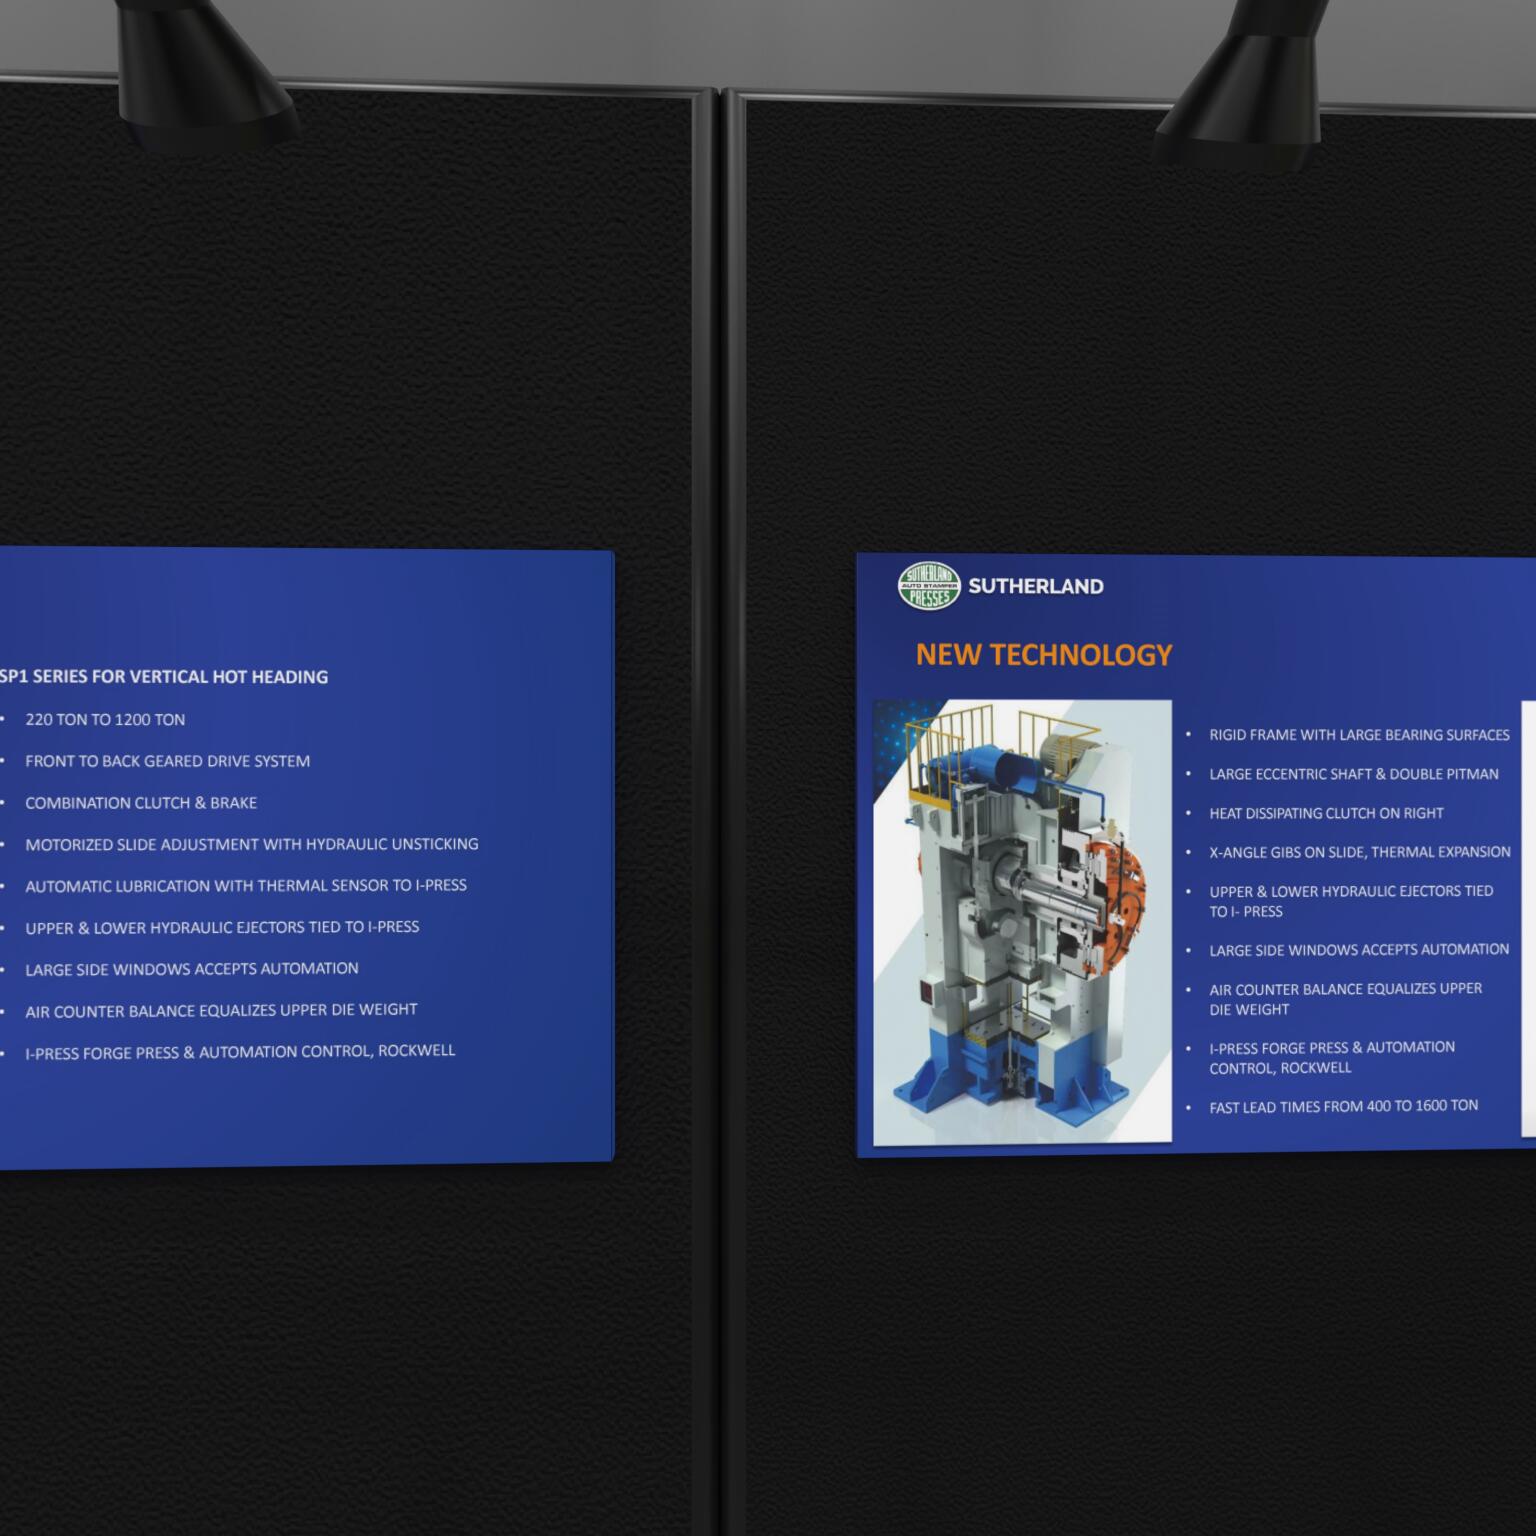 SP1 SERIES FOR VERTICAL HOT HEADING
• 220 TON TO 1200 TON
• FRONT TO BACK GEARED DRIVE SYSTEM
• COMBINATION CLUTCH & BRAKE
• MOTORIZED SLIDE ADJUSTMENT WITH HYDRAULIC UNSTICKING
• AUTOMATIC LUBRICATION WITH THERMAL SENSOR TO I-PRESS
• UPPER & LOWER HYDRAULIC EJECTORS TIED TO I-PRESS
• LARGE SIDE WINDOWS ACCEPTS AUTOMATION
• AIR COUNTER BALANCE EQUALIZES UPPER DIE WEIGHT
• I-PRESS FORGE PRESS & AUTOMATION CONTROL, ROCKWELL
SUTHERLAND
AUTO STAMPER
PRESSES
SUTHERLAND
NEW TECHNOLOGY
• RIGID FRAME WITH LARGE BEARING SURFACES
• LARGE ECCENTRIC SHAFT & DOUBLE PITMAN
• HEAT DISSIPATING CLUTCH ON RIGHT
• X-ANGLE GIBS ON SLIDE, THERMAL EXPANSION
• UPPER & LOWER HYDRAULIC EJECTORS TIED
TO I- PRESS
• LARGE SIDE WINDOWS ACCEPTS AUTOMATION
• AIR COUNTER BALANCE EQUALIZES UPPER
DIE WEIGHT
• I-PRESS FORGE PRESS & AUTOMATION
CONTROL, ROCKWELL
• FAST LEAD TIMES FROM 400 TO 1600 TON